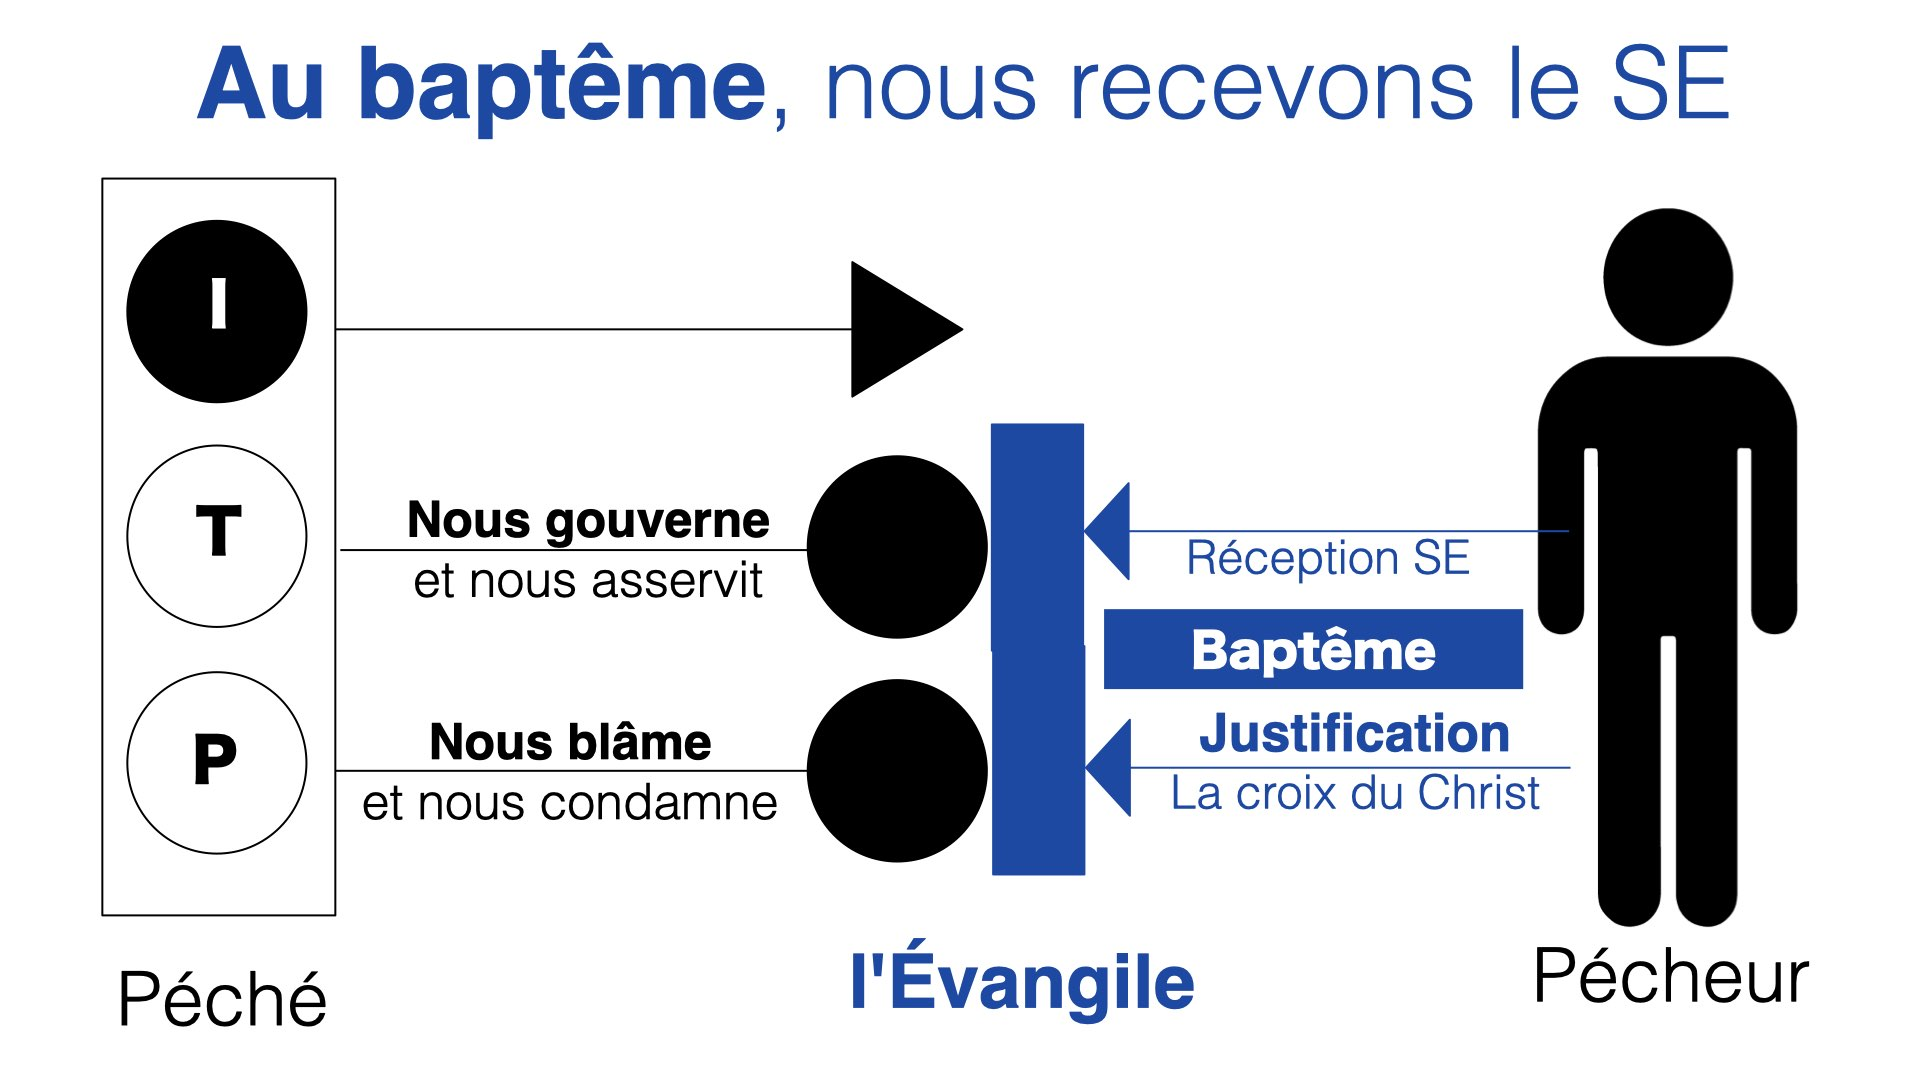 Au baptême, nous recevons le SE
I
T
Nous gouverne
et nous asservit
Réception SE
Baptême
P
Nous blâme
et nous condamne
Justification
La croix du Christ
Péché
l'Évangile
Pécheur